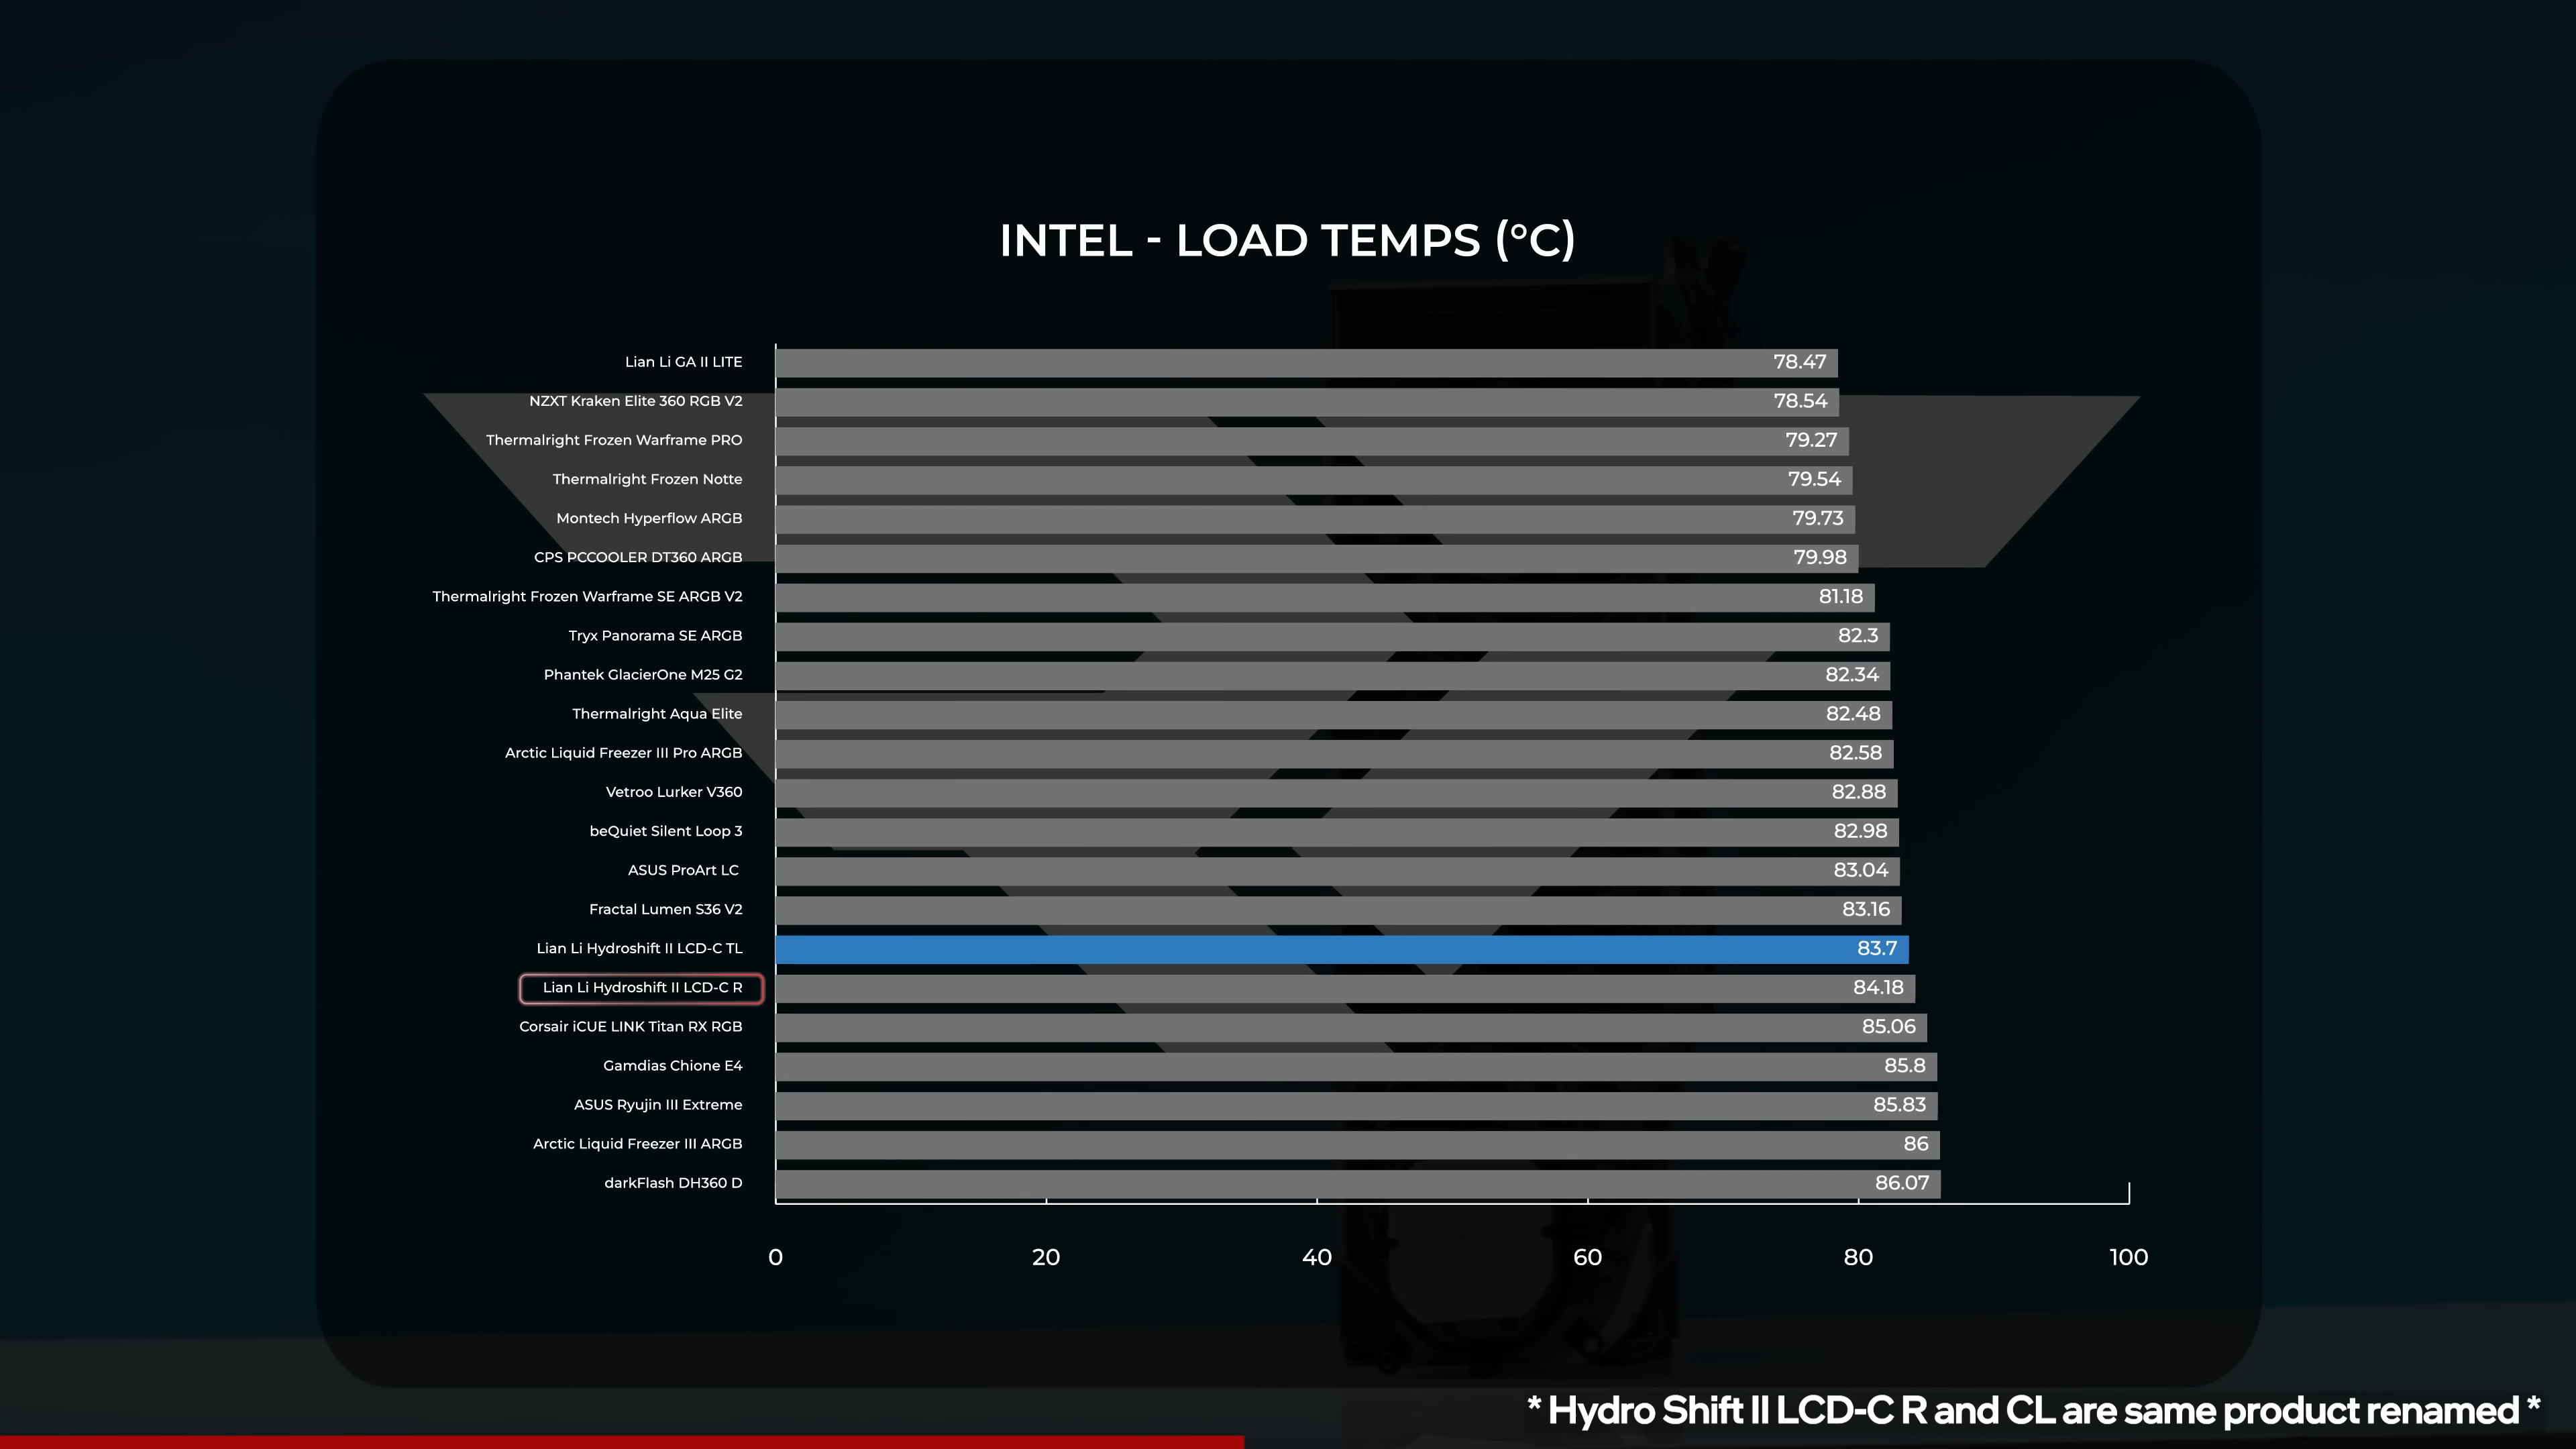 INTEL - LOAD TEMPS (°C)
Lian Li GA II LITE 78.47
NZXT Kraken Elite 360 RGB V2 78.54
Thermalright Frozen Warframe PRO 79.27
Thermalright Frozen Notte 79.54
Montech Hyperflow ARGB 79.73
CPS PCCOOLER DT360 ARGB 79.98
Thermalright Frozen Warframe SE ARGB V2 81.18
Tryx Panorama SE ARGB 82.3
Phantek GlacierOne M25 G2 82.34
Thermalright Aqua Elite 82.48
Arctic Liquid Freezer III Pro ARGB 82.58
Vetroo Lurker V360 82.88
beQuiet Silent Loop 3 82.98
ASUS ProArt LC 83.04
Fractal Lumen S36 V2 83.16
Lian Li Hydroshift II LCD-C TL 83.7
Lian Li Hydroshift II LCD-C R 84.18
Corsair iCUE LINK Titan RX RGB 85.06
Gamdias Chione E4 85.8
ASUS Ryujin III Extreme 85.83
Arctic Liquid Freezer III ARGB 86
darkFlash DH360 D 86.07
0 20 40 60 80 100
* Hydro Shift II LCD-C R and CL are same product renamed *